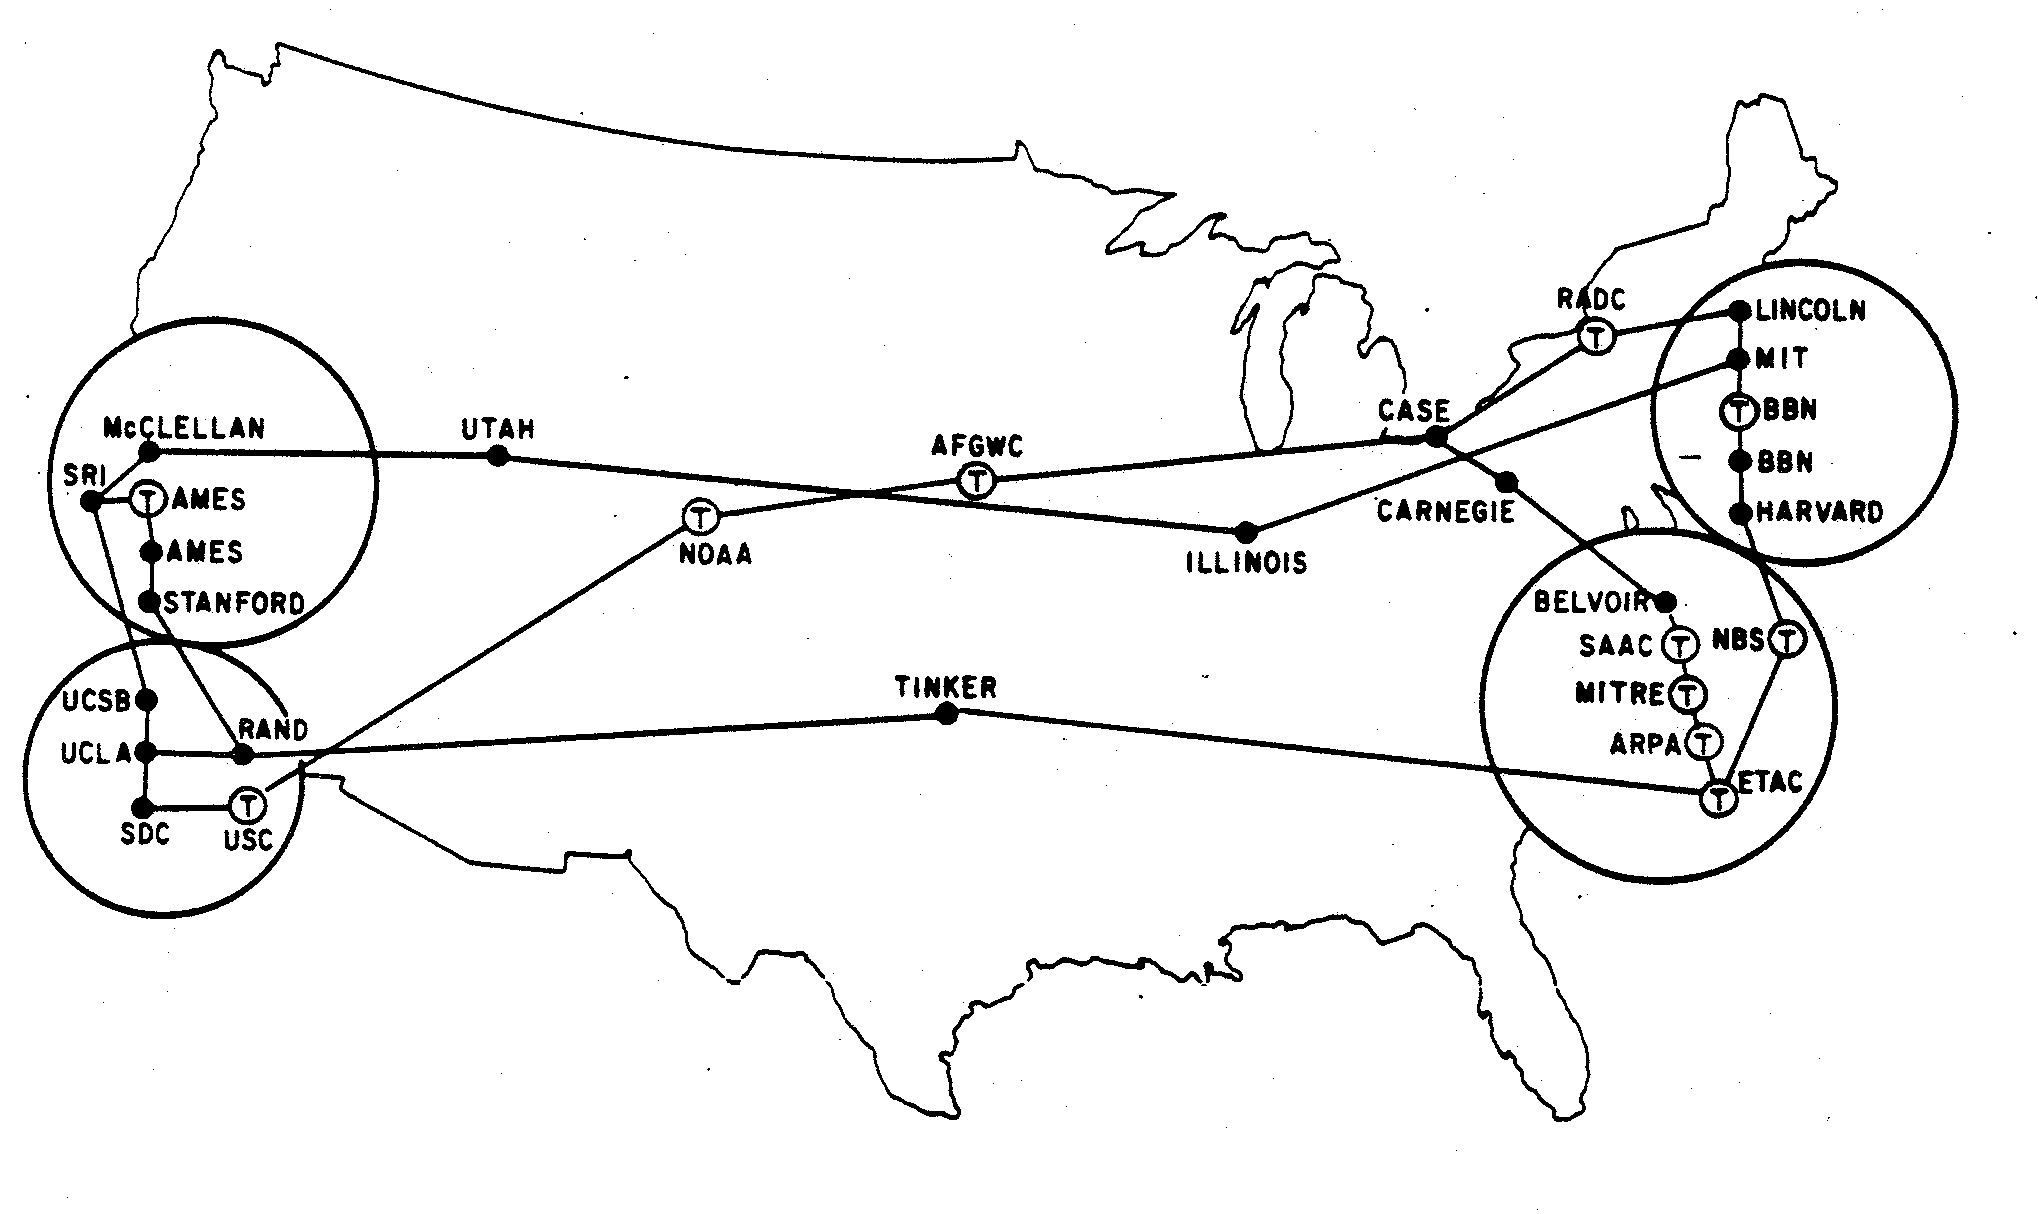 RADC
T
LINCOLN
MIT
T BBN
BBN
HARVARD
McCLELLAN
UTAH
AFGWC
T
CASE
SRI
T AMES
AMES
STANFORD
T
NOAA
ILLINOIS
CARNEGIE
BELVOIR
SAAC T
NBS T
MITRE T
ARPA T
ETAC
T
UCSB
RAND
UCLA
SDC
T
USC
TINKER